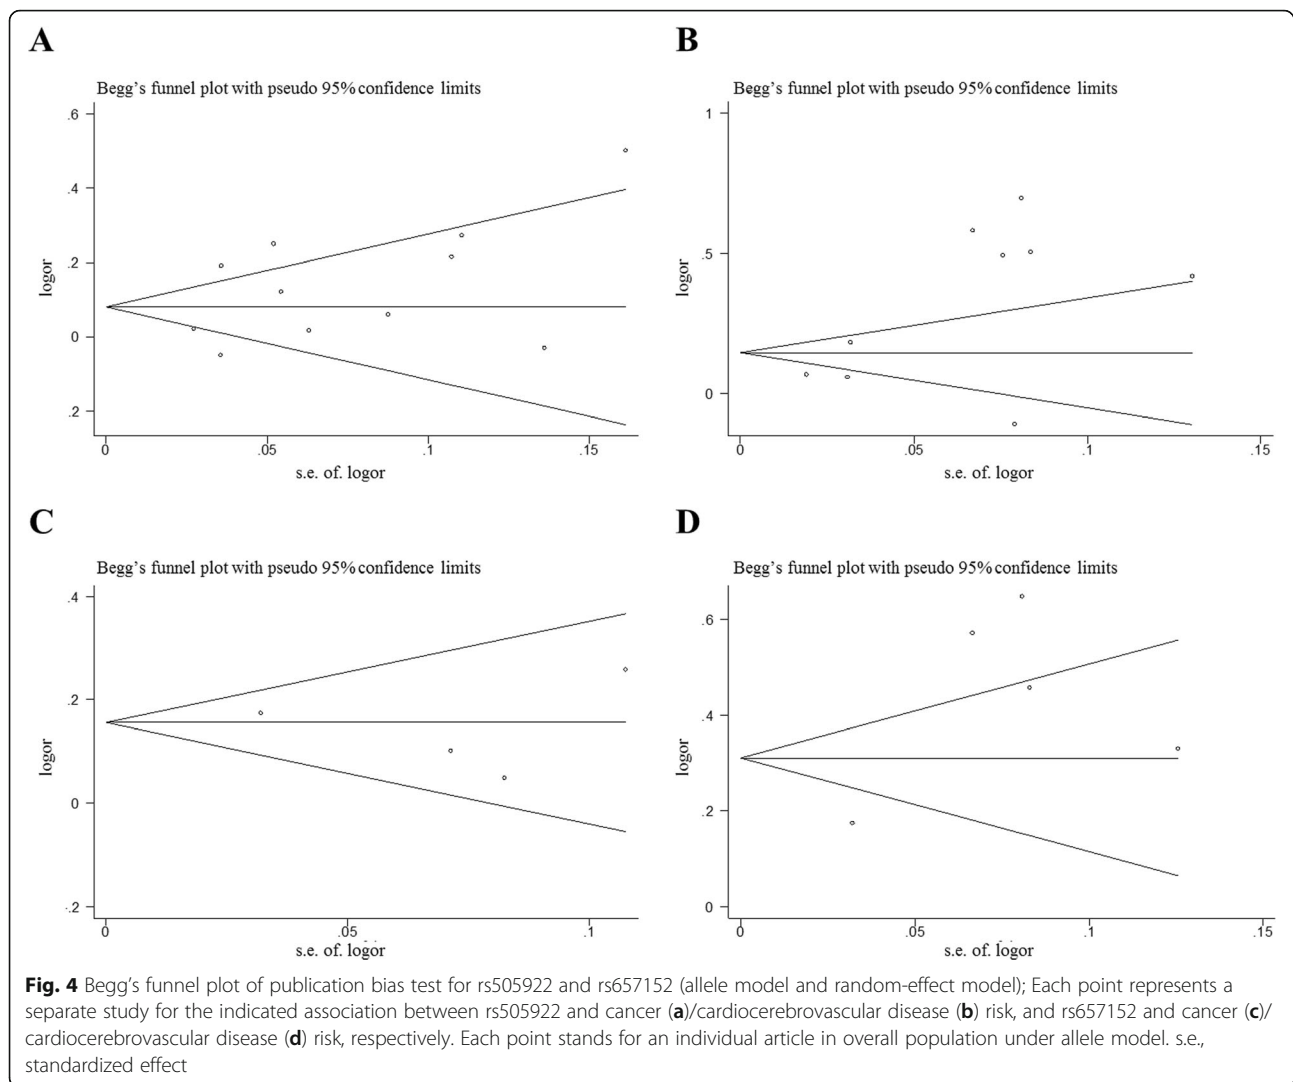 A
Begg's funnel plot with pseudo 95% confidence limits
.6
.4
.2
0
.2
logor
0
.05
.1
.15
s.e. of. logor
B
Begg's funnel plot with pseudo 95% confidence limits
1
.5
0
logor
0
.05
.1
.15
s.e. of. logor
C
Begg's funnel plot with pseudo 95% confidence limits
.4
.2
0
-.2
logor
0
.05
.1
s.e. of. logor
D
Begg's funnel plot with pseudo 95% confidence limits
.6
.4
.2
0
logor
0
.05
.1
.15
s.e. of. logor
Fig. 4 Begg's funnel plot of publication bias test for rs505922 and rs657152 (allele model and random-effect model); Each point represents a
separate study for the indicated association between rs505922 and cancer (a)/cardiocerebrovascular disease (b) risk, and rs657152 and cancer (c)/
cardiocerebrovascular disease (d) risk, respectively. Each point stands for an individual article in overall population under allele model. s.e.,
standardized effect